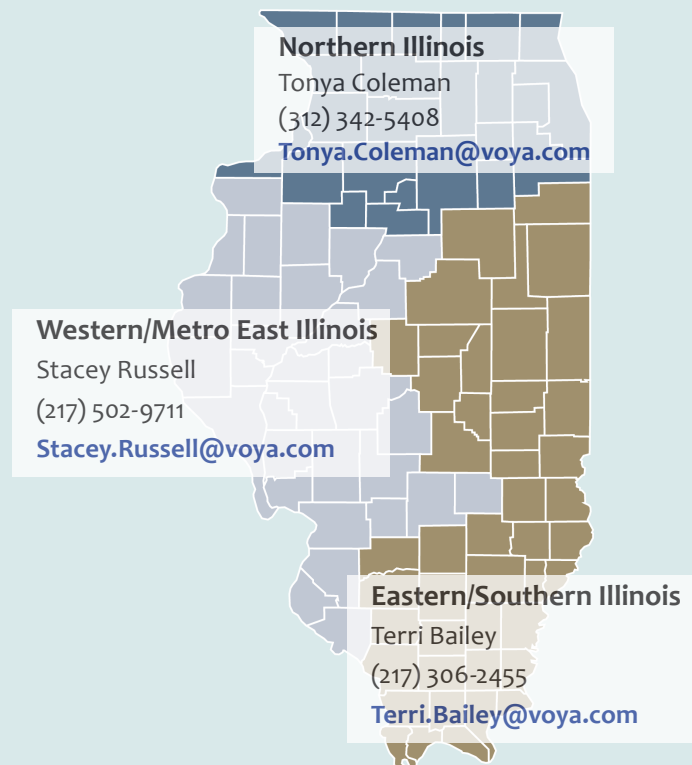 Northern Illinois
Tonya Coleman
(312) 342-5408
Tonya.Coleman@voya.com
Western/Metro East Illinois
Stacey Russell
(217) 502-9711
Stacey.Russell@voya.com
Eastern/Southern Illinois
Terri Bailey
(217) 306-2455
Terri.Bailey@voya.com